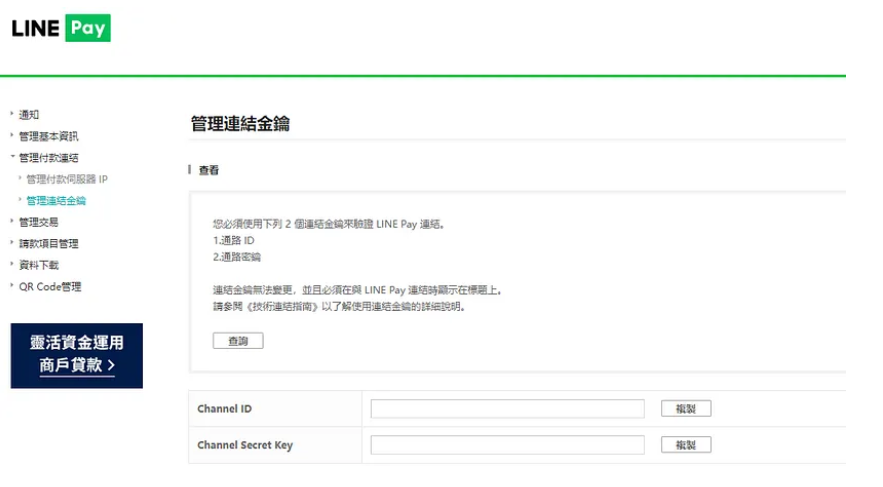 LINE Pay
通知
管理基本資訊
管理付款連結
管理付款伺服器 IP
管理連結金鑰
管理交易
請款項目管理
資料下載
QR Code管理
靈活資金運用
商戶貸款 >
管理連結金鑰
查看
您必須使用下列 2 個連結金鑰來驗證 LINE Pay 連結。
1.通路 ID
2.通路密鑰
連結金鑰無法變更，並且必須在與 LINE Pay 連結時顯示在標題上。
請參閱《技術連結指南》以了解使用連結金鑰的詳細說明。
查詢
Channel ID
複製
Channel Secret Key
複製